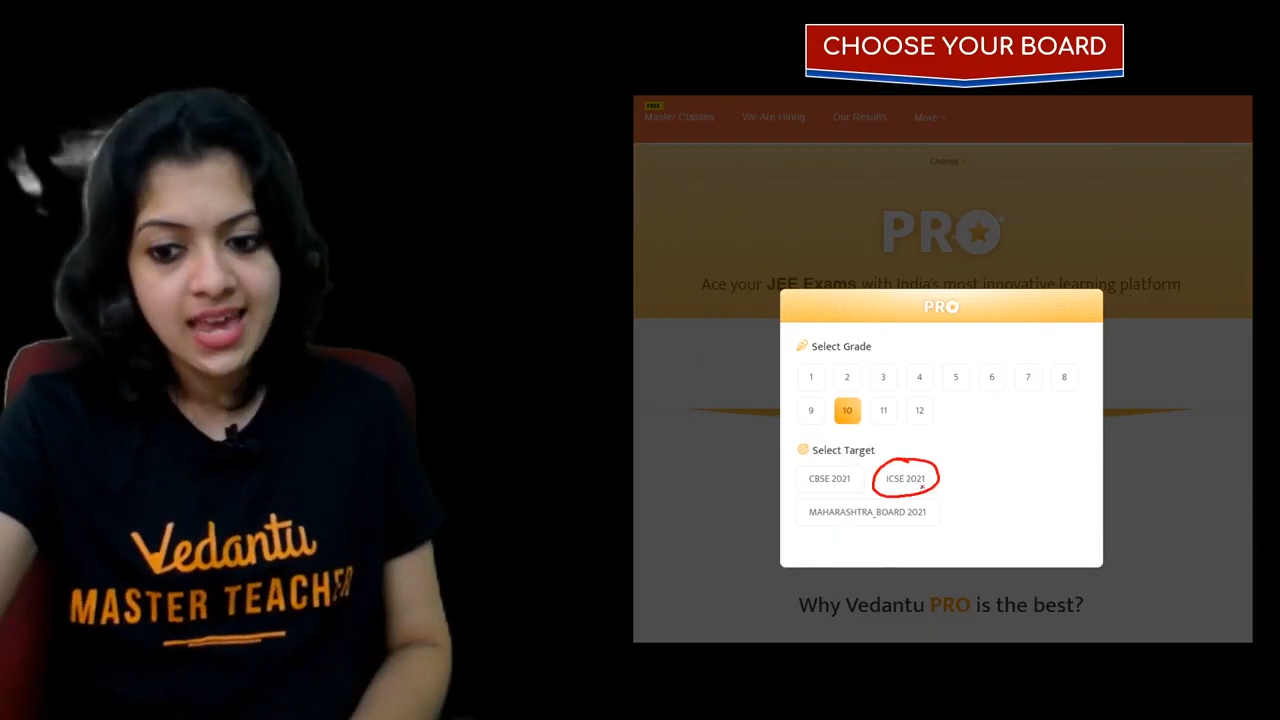 CHOOSE YOUR BOARD
FREE
Master Classes We Are Hiring Our Results More
Change
PRO
Ace your JEE Exams with India's most innovative learning platform
PRO
Select Grade
1 2 3 4 5 6 7 8
9 10 11 12
Select Target
CBSE 2021 ICSE 2021
MAHARASHTRA_BOARD 2021
Why Vedantu PRO is the best?
Vedantu
MASTER TEACHER